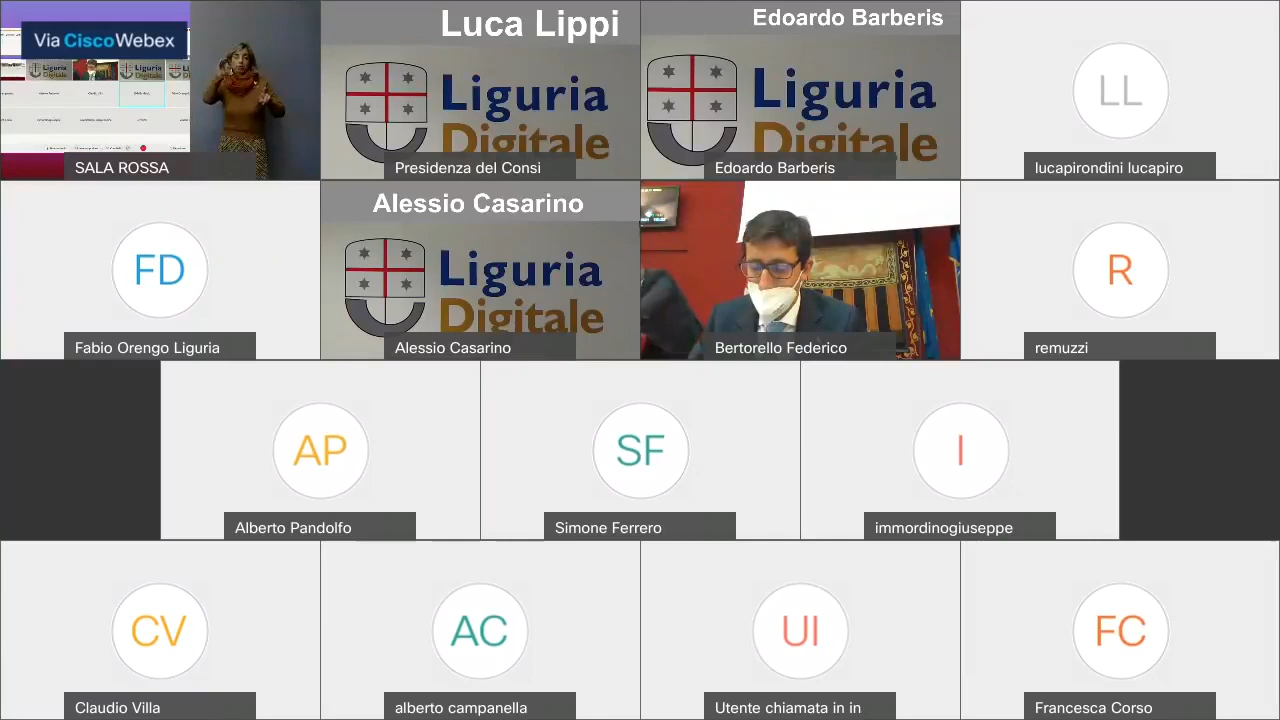 Via Cisco Webex
SALA ROSSA
Luca Lippi
Liguria
Digitale
Presidenza del Consi
Edoardo Barberis
Liguria
Digitale
Edoardo Barberis
LL
lucapirondini lucapiro
FD
Fabio Orengo Liguria
Alessio Casarino
Liguria
Digitale
Alessio Casarino
Bertorello Federico
R
remuzzi
AP
Alberto Pandolfo
SF
Simone Ferrero
I
immordinogiuseppe
CV
Claudio Villa
AC
alberto campanella
UI
Utente chiamata in in
FC
Francesca Corso